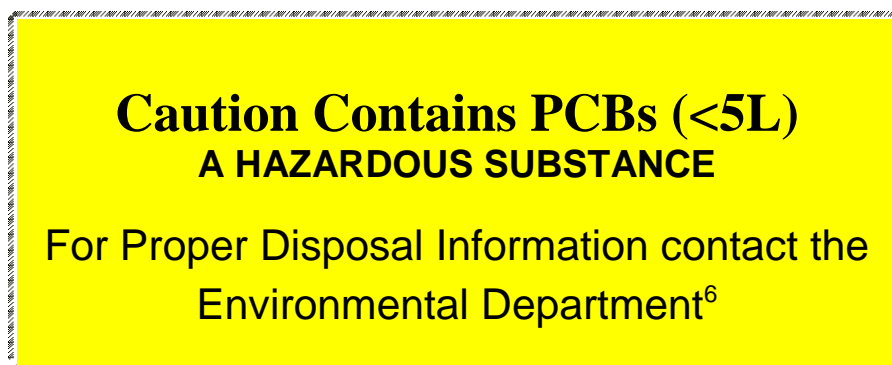 Caution Contains PCBs (<5L)
A HAZARDOUS SUBSTANCE
For Proper Disposal Information contact the
Environmental Department⁶